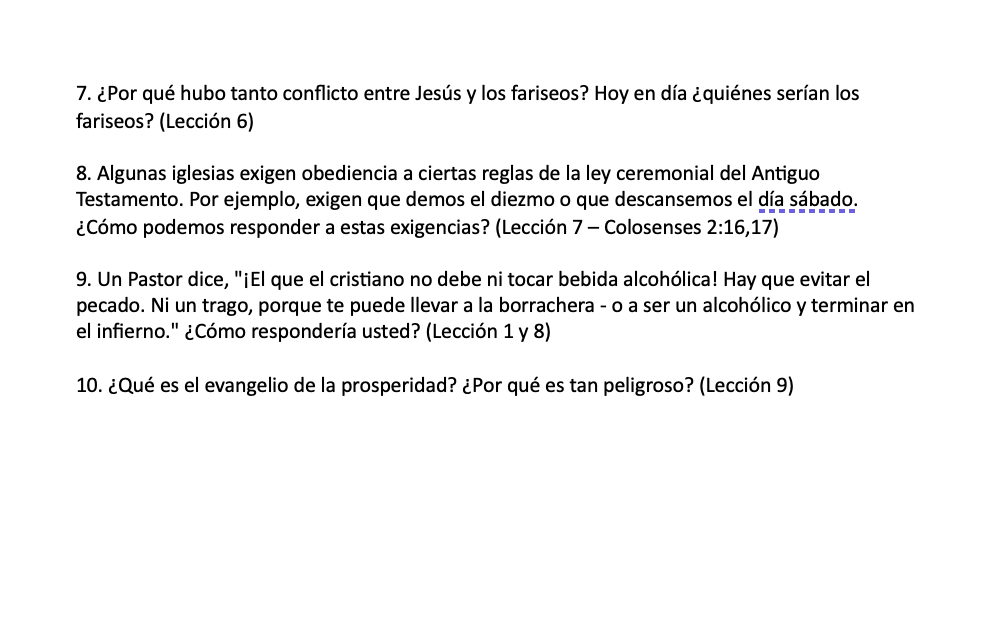 7. ¿Por qué hubo tanto conflicto entre Jesús y los fariseos? Hoy en día ¿quiénes serían los
fariseos? (Lección 6)
8. Algunas iglesias exigen obediencia a ciertas reglas de la ley ceremonial del Antiguo
Testamento. Por ejemplo, exigen que demos el diezmo o que descansemos el día sábado.
¿Cómo podemos responder a estas exigencias? (Lección 7 – Colosenses 2:16,17)
9. Un Pastor dice, "¡El que el cristiano no debe ni tocar bebida alcohólica! Hay que evitar el
pecado. Ni un trago, porque te puede llevar a la borrachera - o a ser un alcohólico y terminar en
el infierno." ¿Cómo respondería usted? (Lección 1 y 8)
10. ¿Qué es el evangelio de la prosperidad? ¿Por qué es tan peligroso? (Lección 9)